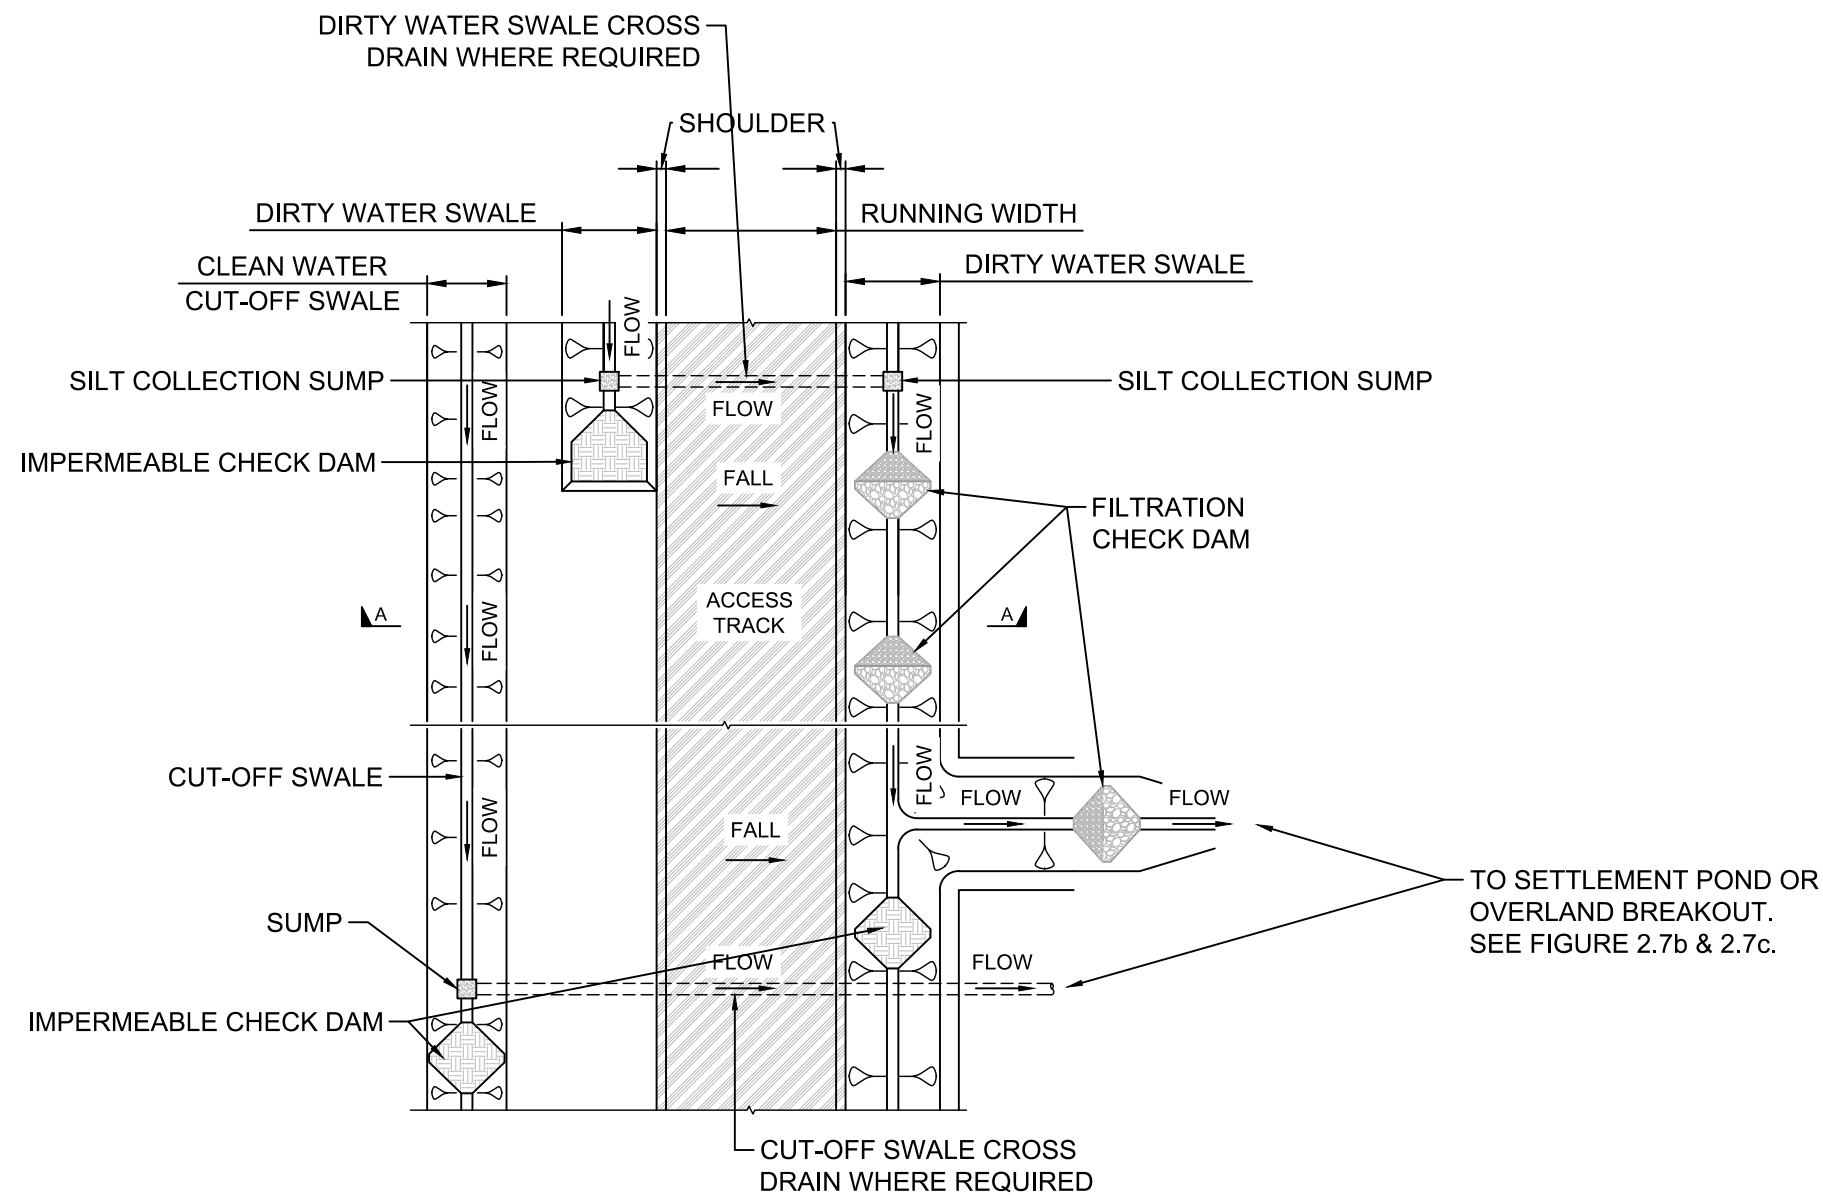 DIRTY WATER SWALE CROSS
DRAIN WHERE REQUIRED
SHOULDER
DIRTY WATER SWALE
RUNNING WIDTH
CLEAN WATER
CUT-OFF SWALE
DIRTY WATER SWALE
FLOW
SILT COLLECTION SUMP
SILT COLLECTION SUMP
FLOW
FLOW
FLOW
IMPERMEABLE CHECK DAM
FALL
FILTRATION
CHECK DAM
ACCESS
TRACK
A
A
FLOW
CUT-OFF SWALE
FLOW
FLOW
FLOW
FLOW
FALL
TO SETTLEMENT POND OR
OVERLAND BREAKOUT.
SEE FIGURE 2.7b & 2.7c.
SUMP
FLOW
FLOW
IMPERMEABLE CHECK DAM
CUT-OFF SWALE CROSS
DRAIN WHERE REQUIRED